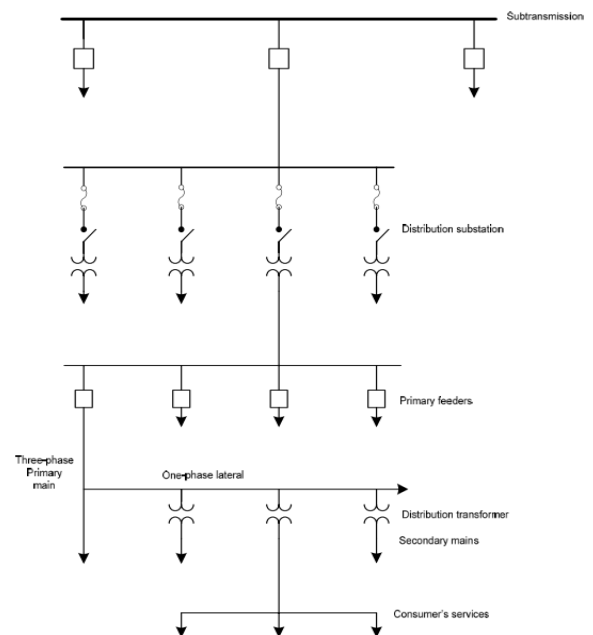 Subtransmission
Distribution substation
Primary feeders
Three-phase
Primary
main
One-phase lateral
Distribution transformer
Secondary mains
Consumer's services